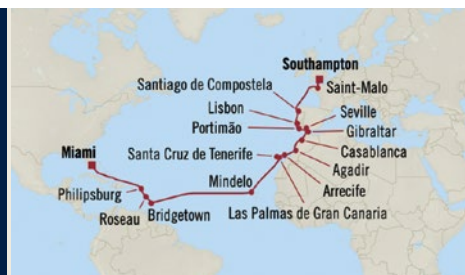 Southampton
Santiago de Compostela
Saint-Malo
Lisbon
Seville
Portimão
Gibraltar
Miami
Casablanca
Santa Cruz de Tenerife
Agadir
Mindelo
Arrecife
Philipsburg
Las Palmas de Gran Canaria
Roseau
Bridgetown